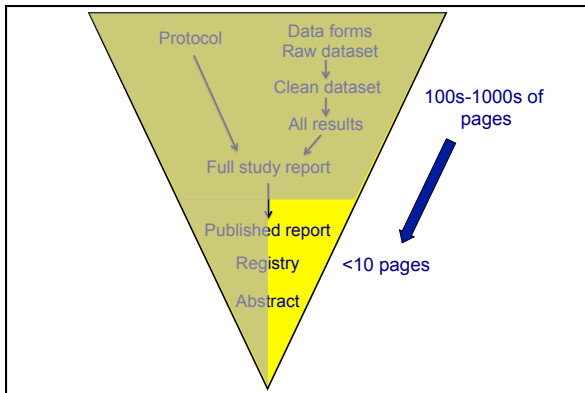 Protocol
Data forms
Raw dataset
Clean dataset
All results
Full study report
100s-1000s of
pages
Published report
Registry
<10 pages
Abstract